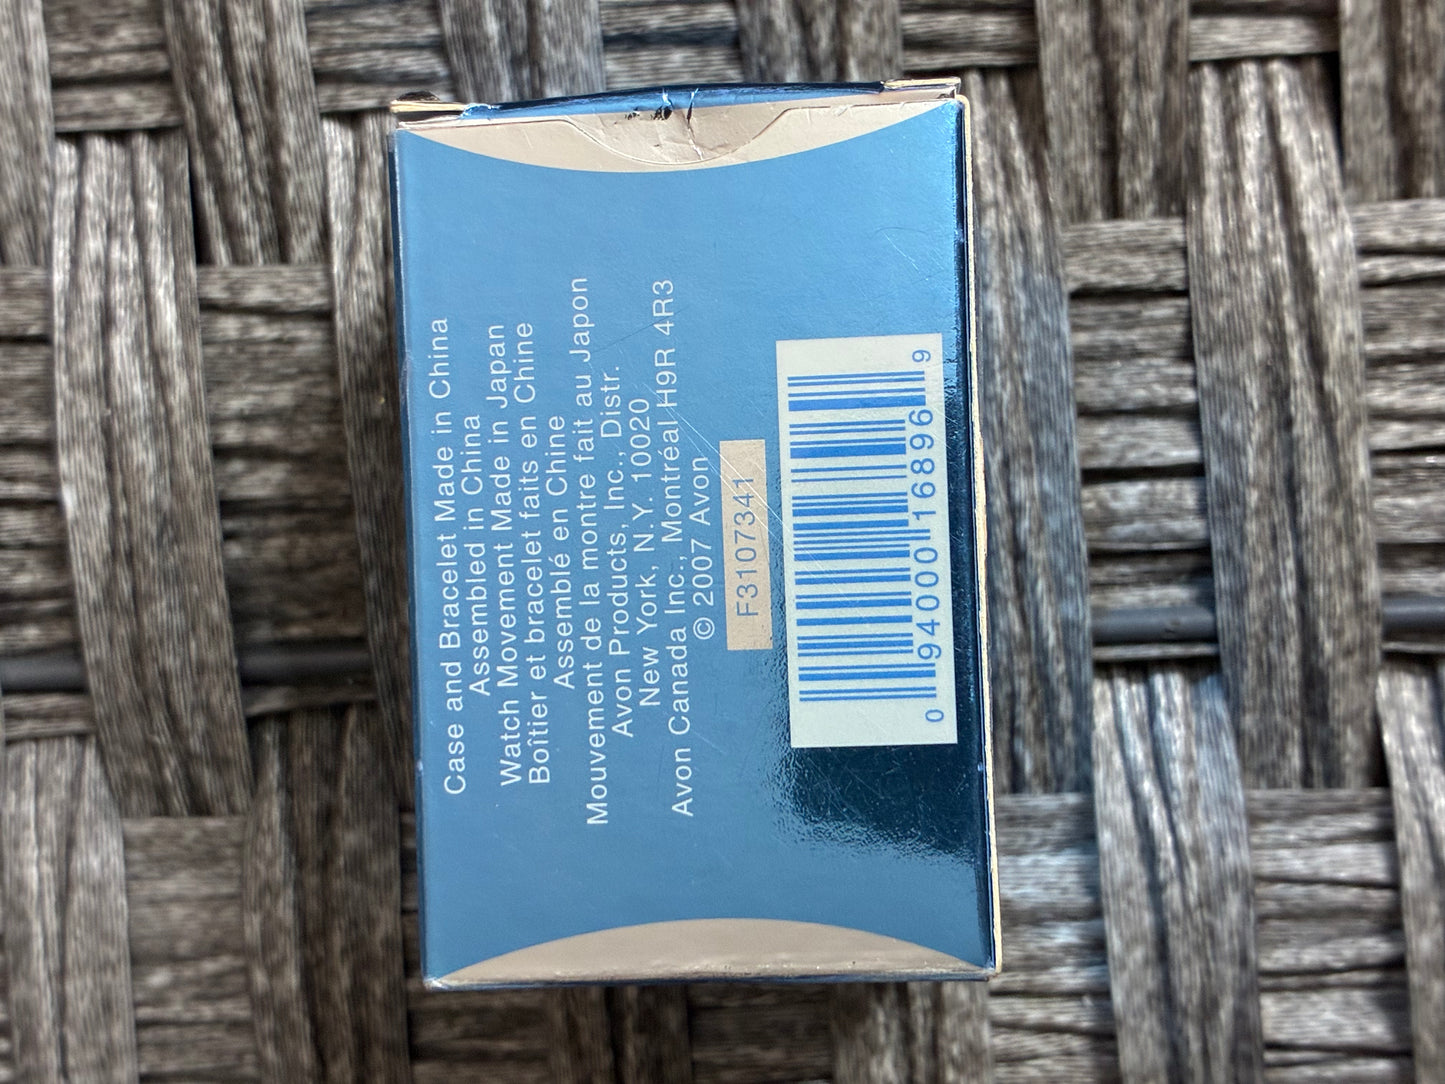 Case and Bracelet Made in China
Assembled in China
Watch Movement Made in Japan
Boîtier et bracelet faits en Chine
Assemblé en Chine
Mouvement de la montre fait au Japon
Avon Products, Inc., Distr.
New York, N.Y. 10020
Avon Canada Inc., Montréal H9R 4R3
© 2007 Avon
F3107341
0 94000 16896 9